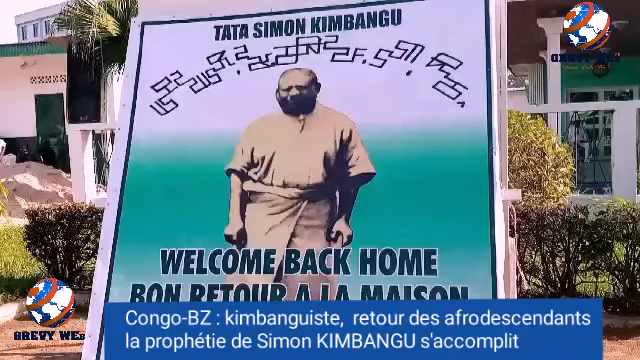 TATA SIMON KIMBANGU
WELCOME BACK HOME
BON RETOUR A LA MAISON
Congo-BZ : kimbanguiste, retour des afrodescendants
la prophétie de Simon KIMBANGU s'accomplit